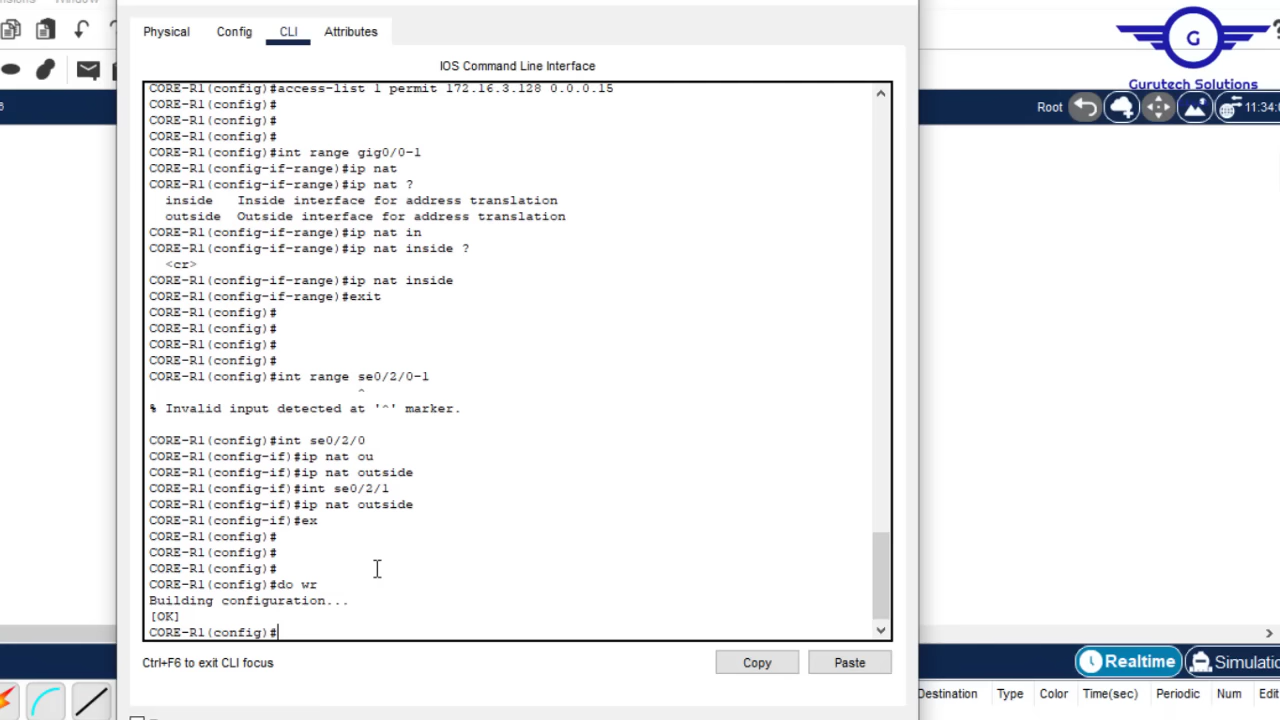 Physical
Config
CLI
Attributes
G
Gurutech Solutions
IOS Command Line Interface
Root
11:34:0
CORE-R1(config)#access-list 1 permit 172.16.3.128 0.0.0.15
CORE-R1(config)#
CORE-R1(config)#
CORE-R1(config)#
CORE-R1(config)#int range gig0/0-1
CORE-R1(config-if-range)#ip nat
CORE-R1(config-if-range)#ip nat ?
inside Inside interface for address translation
outside Outside interface for address translation
CORE-R1(config-if-range)#ip nat in
CORE-R1(config-if-range)#ip nat inside ?
<cr>
CORE-R1(config-if-range)#ip nat inside
CORE-R1(config-if-range)#exit
CORE-R1(config)#
CORE-R1(config)#
CORE-R1(config)#
CORE-R1(config)#int range se0/2/0-1
^
% Invalid input detected at '^' marker.
CORE-R1(config)#int se0/2/0
CORE-R1(config-if)#ip nat ou
CORE-R1(config-if)#ip nat outside
CORE-R1(config-if)#int se0/2/1
CORE-R1(config-if)#ip nat outside
CORE-R1(config-if)#ex
CORE-R1(config)#
CORE-R1(config)#
CORE-R1(config)#
CORE-R1(config)#do wr
Building configuration...
[OK]
CORE-R1(config)#
Ctrl+F6 to exit CLI focus
Copy
Paste
Realtime
Simulatio
Destination Type Color Time(sec) Periodic Num Edit